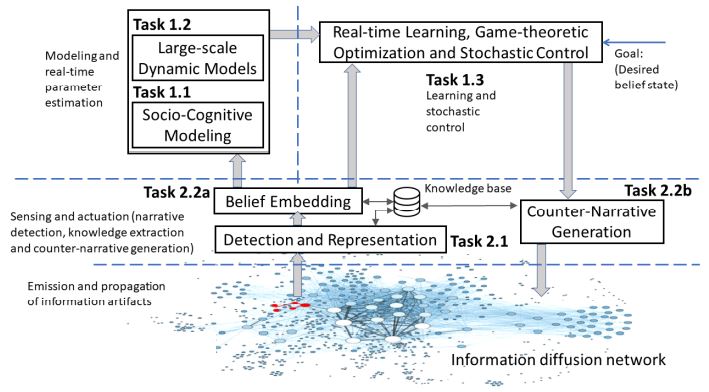 Task 1.2
Large-scale
Dynamic Models
Task 1.1
Socio-Cognitive
Modeling
Modeling and
real-time
parameter
estimation
Real-time Learning, Game-theoretic
Optimization and Stochastic Control
Goal:
(Desired
belief state)
Task 1.3
Learning and
stochastic
control
Task 2.2a
Belief Embedding
Knowledge base
Task 2.2b
Counter-Narrative
Generation
Sensing and actuation (narrative
detection, knowledge extraction
and counter-narrative generation)
Detection and Representation
Task 2.1
Emission and propagation
of information artifacts
Information diffusion network